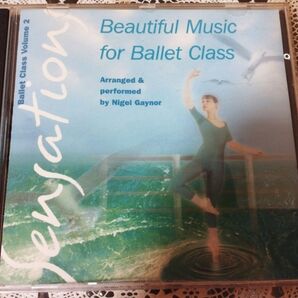 Beautiful Music
for Ballet Class
Arranged &
performed
by Nigel Gaynor
Ballet Class Volume 2
Sensations